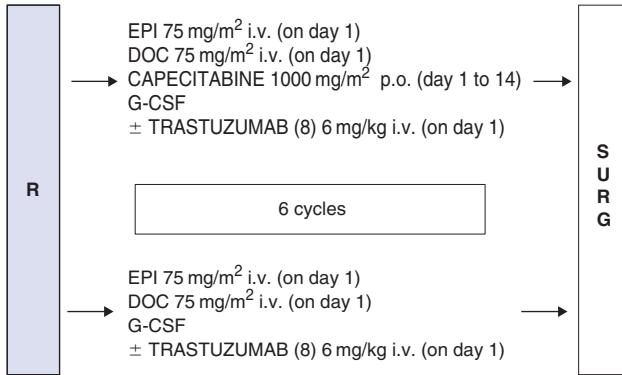 EPI 75 mg/m² i.v. (on day 1)
DOC 75 mg/m² i.v. (on day 1)
CAPECITABINE 1000 mg/m² p.o. (day 1 to 14)
G-CSF
± TRASTUZUMAB (8) 6 mg/kg i.v. (on day 1)
R
6 cycles
S
U
R
G
EPI 75 mg/m² i.v. (on day 1)
DOC 75 mg/m² i.v. (on day 1)
G-CSF
± TRASTUZUMAB (8) 6 mg/kg i.v. (on day 1)